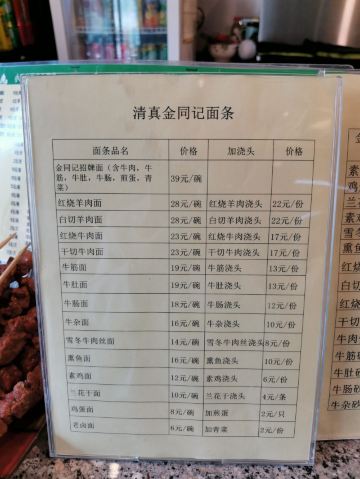 清真金同记面条
面条品名 价格 加浇头 价格
金同记招牌面（含牛肉，牛
筋，牛肚，牛肠，煎蛋，青
菜） 39元/碗
红烧羊肉面 28元/碗 红烧羊肉浇头 22元/份
白切羊肉面 28元/碗 白切羊肉浇头 22元/份
红烧牛肉面 23元/碗 红烧牛肉浇头 17元/份
干切牛肉面 23元/碗 干切牛肉浇头 17元/份
牛筋面 19元/碗 牛筋浇头 13元/份
牛肚面 19元/碗 牛肚浇头 13元/份
牛肠面 18元/碗 牛肠浇头 12元/份
牛杂面 16元/碗 牛杂浇头 10元/份
雪冬牛肉丝面 14元/碗 雪冬牛肉丝浇头 8元/份
熏鱼面 16元/碗 熏鱼浇头 10元/份
素鸡面 12元/碗 素鸡浇头 6元/份
兰花干面 10元/碗 兰花干浇头 4元/条
鸡蛋面 8元/碗 加煎蛋 2元/只
老卤面 6元/碗 加青菜 2元/份